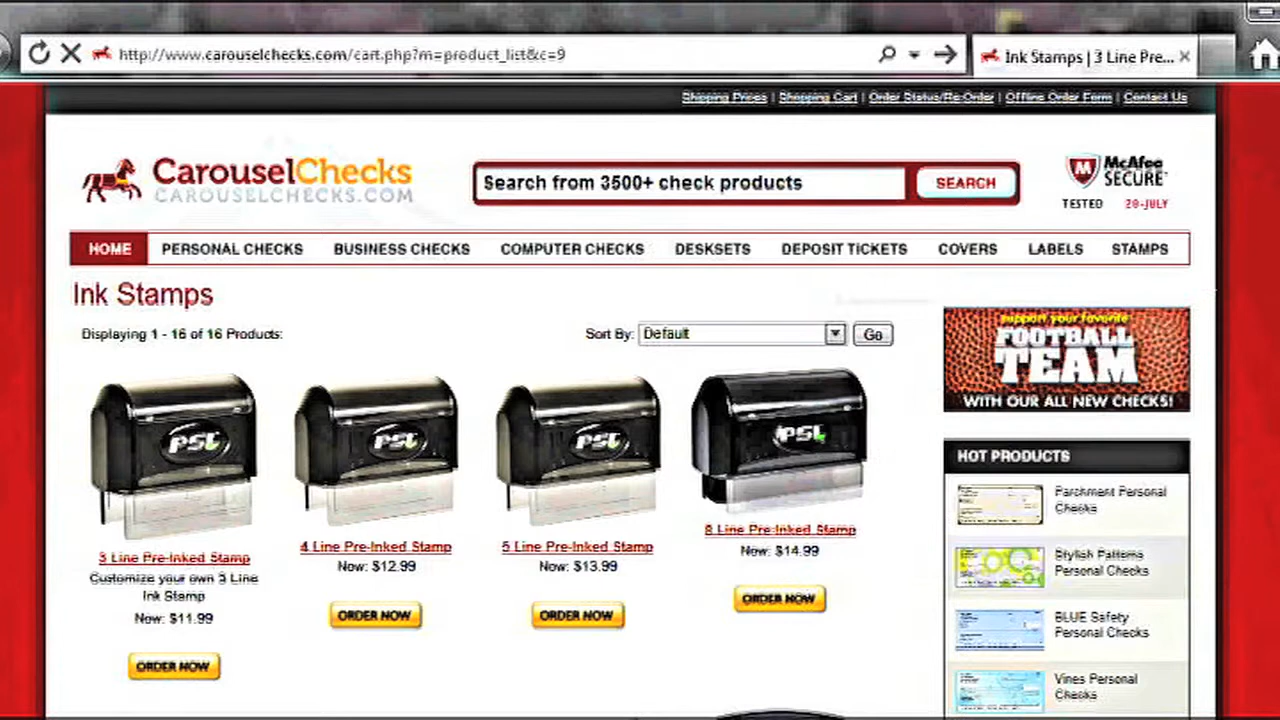 http://www.carouselchecks.com/cart.php?m=product_list&c=9
Ink Stamps | 3 Line Pre...
Shipping Prices | Shipping Cart | Order Status/Re-Order | Offline Order Form | Contact Us
CarouselChecks
CAROUSELCHECKS.COM
Search from 3500+ check products
SEARCH
McAfee
SECURE
TESTED 20-JULY
HOME PERSONAL CHECKS BUSINESS CHECKS COMPUTER CHECKS DESKSETS DEPOSIT TICKETS COVERS LABELS STAMPS
Ink Stamps
Displaying 1 - 16 of 16 Products:
Sort By: Default Go
support your favorite
FOOTBALL
TEAM
WITH OUR ALL NEW CHECKS!
PSI PSI PSI PSI
3 Line Pre-Inked Stamp
Customize your own 3 Line
Ink Stamp
Now: $11.99
ORDER NOW
4 Line Pre-Inked Stamp
Now: $12.99
ORDER NOW
5 Line Pre-Inked Stamp
Now: $13.99
ORDER NOW
8 Line Pre-Inked Stamp
Now: $14.99
ORDER NOW
HOT PRODUCTS
Parchment Personal
Checks
Stylish Patterns
Personal Checks
BLUE Safety
Personal Checks
Vines Personal
Checks